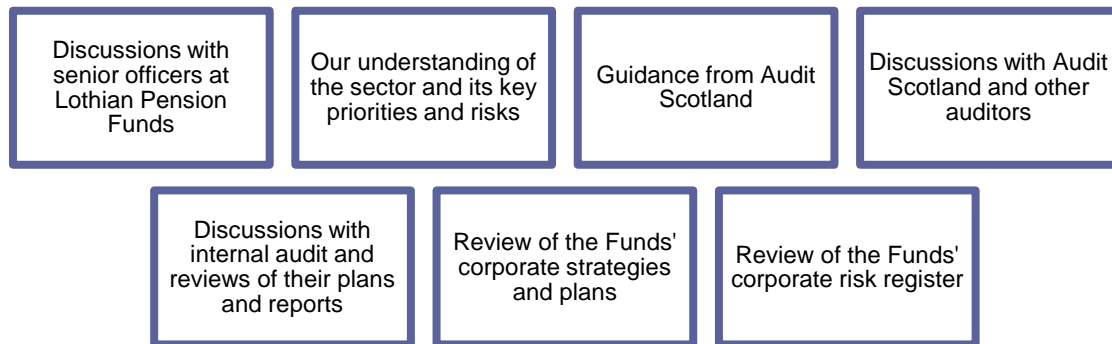 Discussions with
senior officers at
Lothian Pension
Funds
Our understanding of
the sector and its key
priorities and risks
Guidance from Audit
Scotland
Discussions with Audit
Scotland and other
auditors
Discussions with
internal audit and
reviews of their plans
and reports
Review of the Funds'
corporate strategies
and plans
Review of the Funds'
corporate risk register